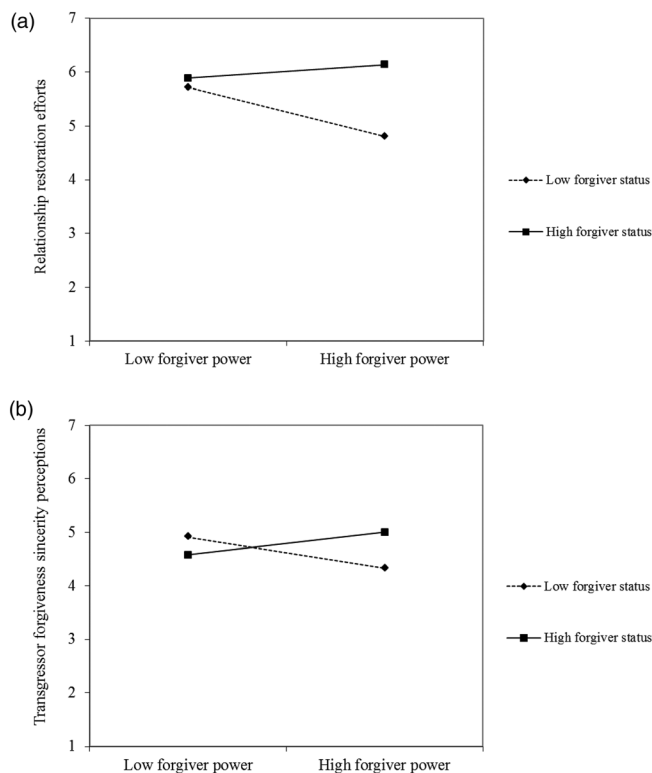 (a)
7
6
5
4
3
2
1
Relationship restoration efforts
Low forgiver power
High forgiver power
Low forgiver status
High forgiver status
(b)
7
6
5
4
3
2
1
Transgressor forgiveness sincerity perceptions
Low forgiver power
High forgiver power
Low forgiver status
High forgiver status